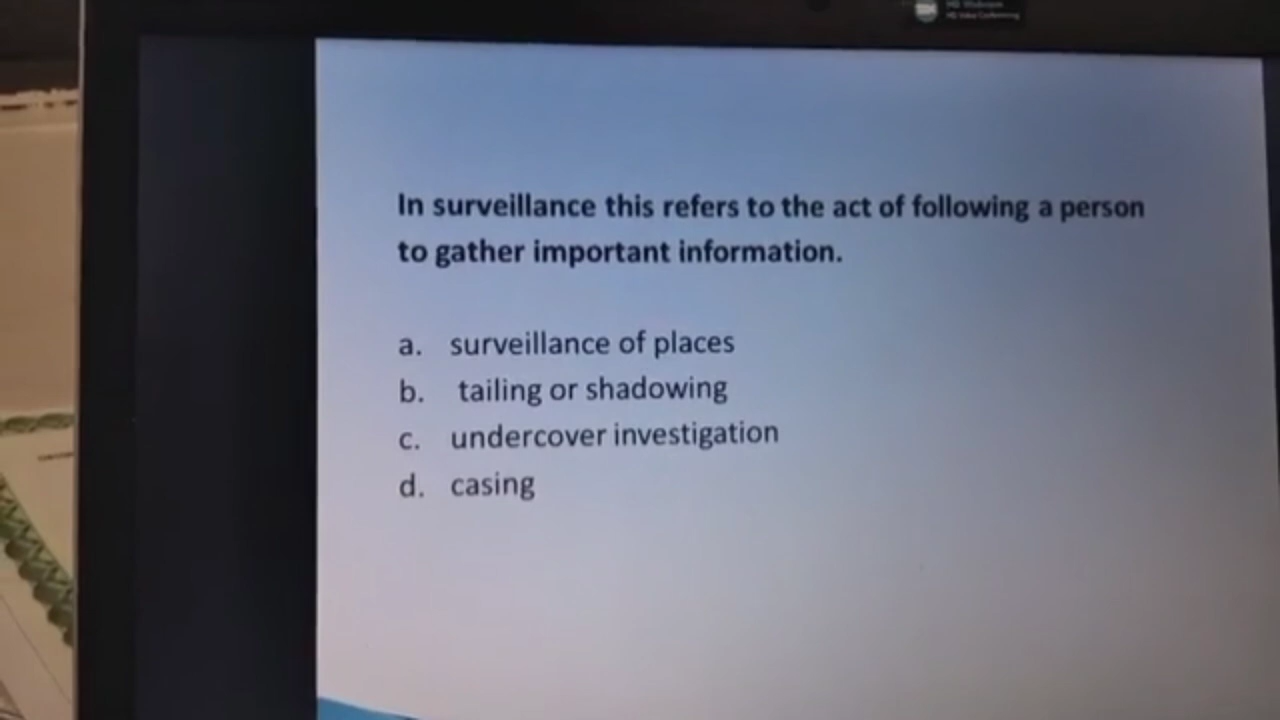 In surveillance this refers to the act of following a person
to gather important information.
a. surveillance of places
b. tailing or shadowing
c. undercover investigation
d. casing